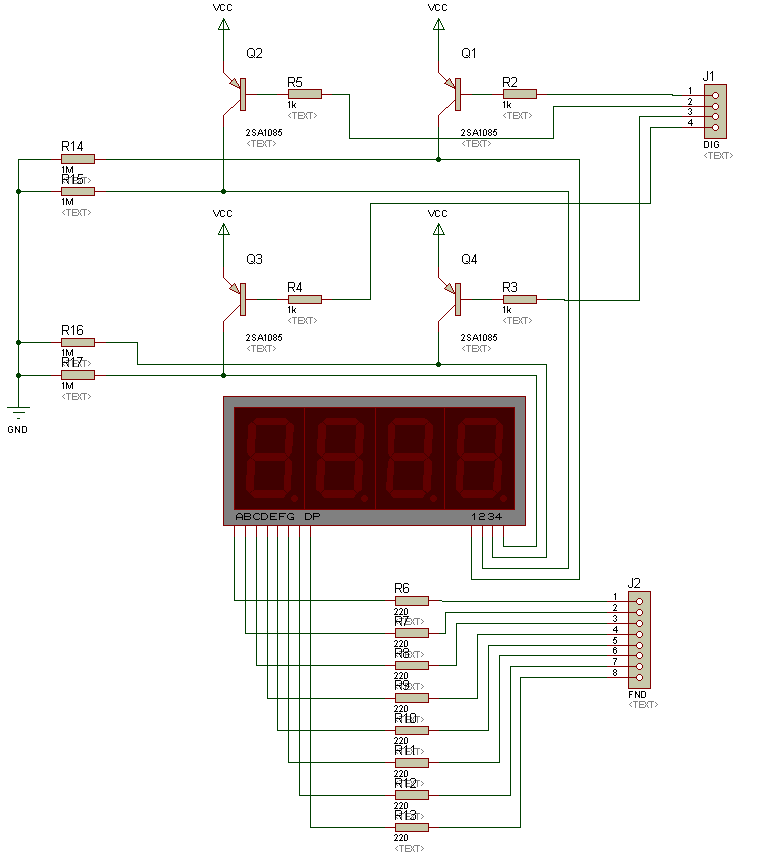 VCC
VCC
Q2
Q1
R5
R2
J1
1k
<TEXT>
1k
<TEXT>
1
2
3
4
2SA1085
<TEXT>
2SA1085
<TEXT>
DIG
<TEXT>
R14
1M
<TEXT>
R15
1M
<TEXT>
VCC
VCC
Q3
Q4
R4
R3
1k
<TEXT>
1k
<TEXT>
R16
1M
<TEXT>
2SA1085
<TEXT>
2SA1085
<TEXT>
R17
1M
<TEXT>
GND
ABCDEFG DP
1234
J2
R6
220
<TEXT>
R7
220
<TEXT>
R8
220
<TEXT>
R9
220
<TEXT>
R10
220
<TEXT>
R11
220
<TEXT>
R12
220
<TEXT>
R13
220
<TEXT>
1
2
3
4
5
6
7
8
FND
<TEXT>